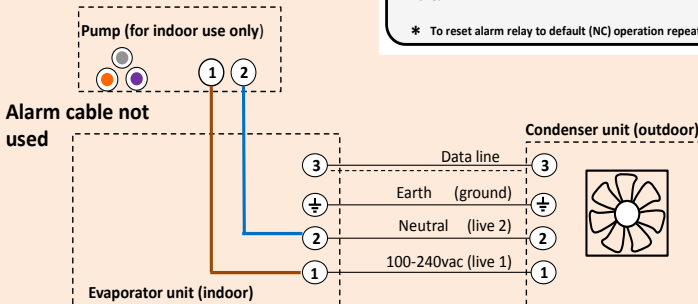 * To reset alarm relay to default (NC) operation repeat
Pump (for indoor use only)
1 2
Alarm cable not
used
Condenser unit (outdoor)
3 Data line 3
Earth (ground)
Neutral (live 2)
2 2
100-240vac (live 1)
1 1
Evaporator unit (indoor)